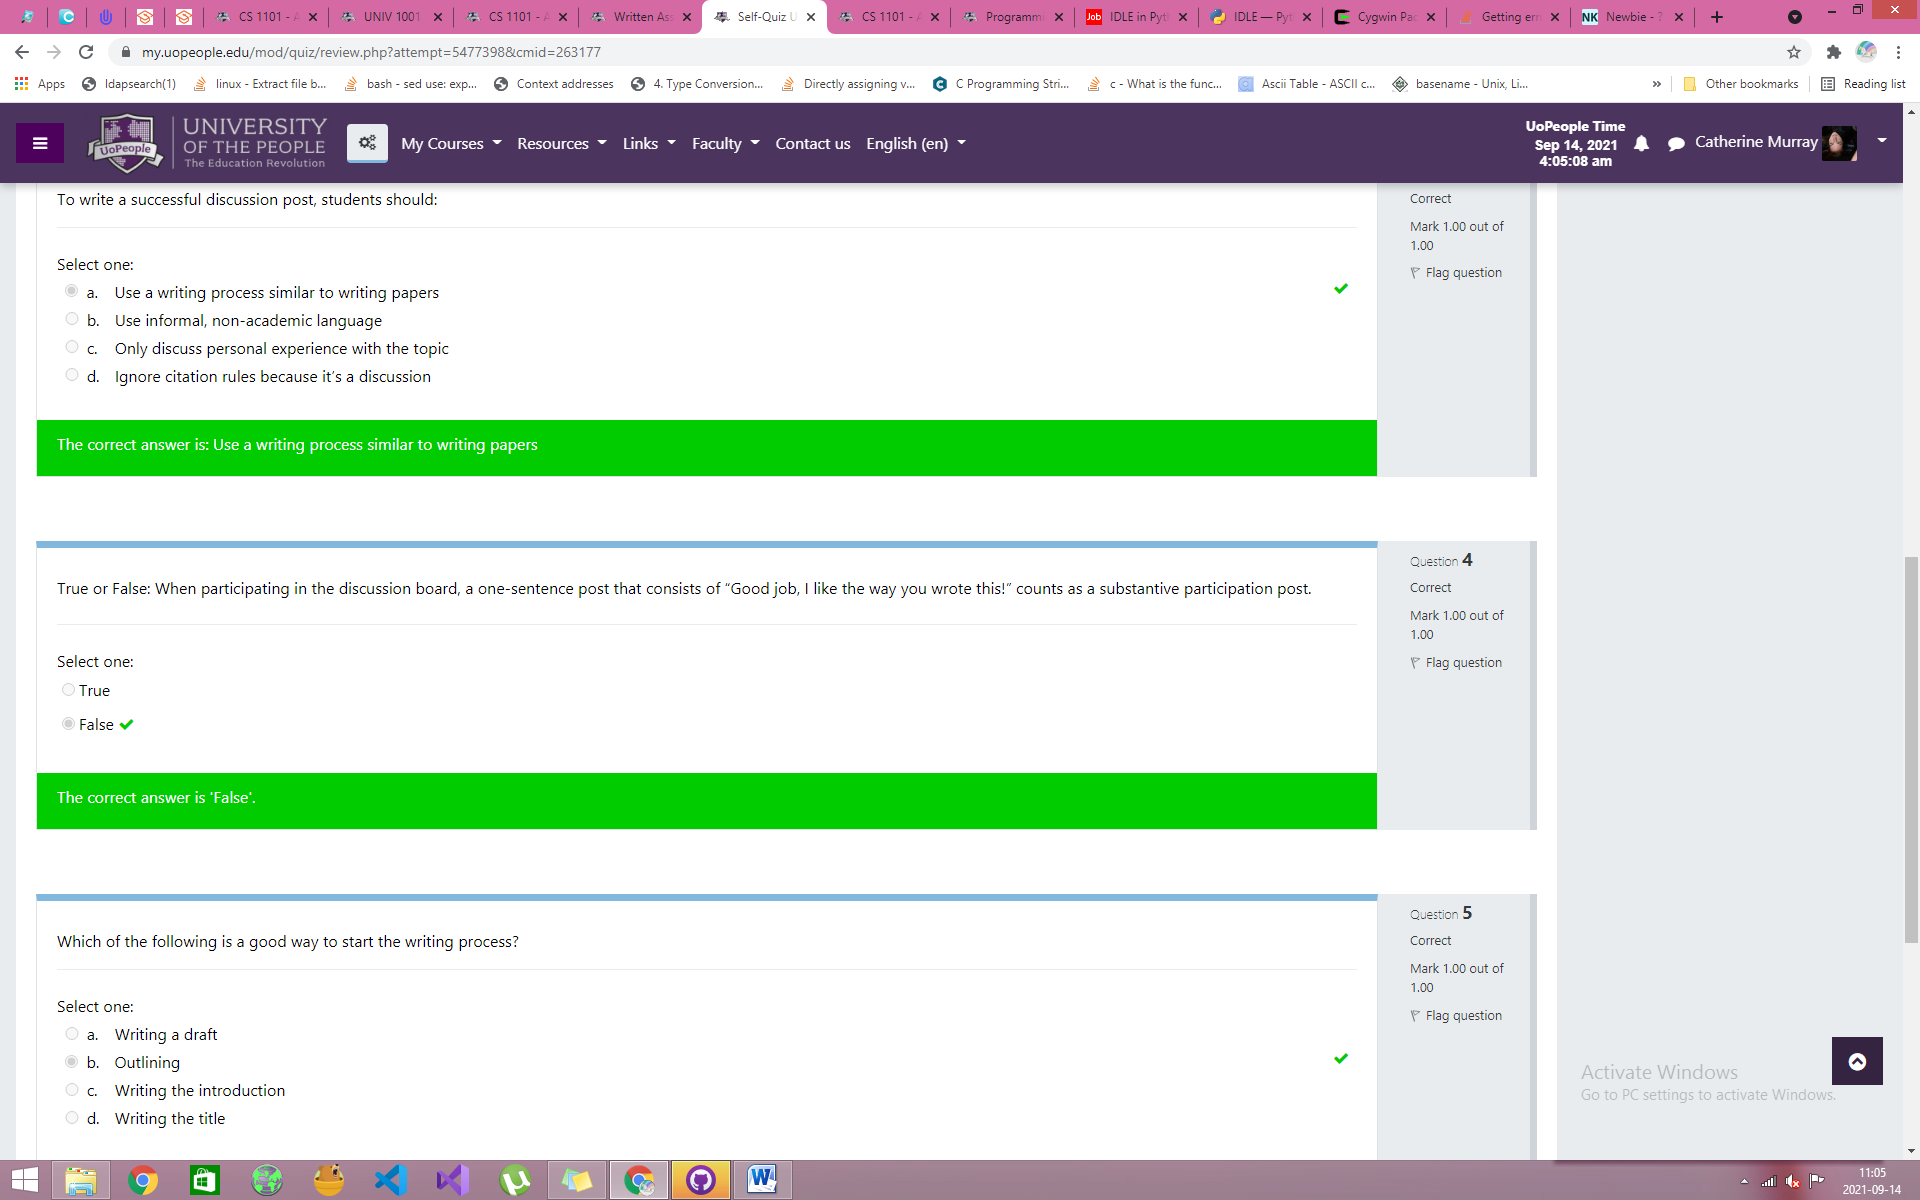 CS 1101 - A
UNIV 1001
CS 1101 - A
Written Ass
Self-Quiz U
CS 1101 - A
Programmi
Job IDLE in Pyt
IDLE — Pyt
Cygwin Pac
Getting err
NK Newbie - ?
my.uopeople.edu/mod/quiz/review.php?attempt=5477398&cmid=263177
Apps
ldapsearch(1)
linux - Extract file b...
bash - sed use: exp...
Context addresses
4. Type Conversion...
Directly assigning v...
C Programming Stri...
c - What is the func...
Ascii Table - ASCII c...
basename - Unix, Li...
»
Other bookmarks
Reading list
UoPeople
UNIVERSITY
OF THE PEOPLE
The Education Revolution
My Courses
Resources
Links
Faculty
Contact us
English (en)
UoPeople Time
Sep 14, 2021
4:05:08 am
Catherine Murray
To write a successful discussion post, students should:
Select one:
a. Use a writing process similar to writing papers
b. Use informal, non-academic language
c. Only discuss personal experience with the topic
d. Ignore citation rules because it's a discussion
The correct answer is: Use a writing process similar to writing papers
Correct
Mark 1.00 out of
1.00
Flag question
True or False: When participating in the discussion board, a one-sentence post that consists of “Good job, I like the way you wrote this!” counts as a substantive participation post.
Select one:
True
False
The correct answer is 'False'.
Question 4
Correct
Mark 1.00 out of
1.00
Flag question
Which of the following is a good way to start the writing process?
Select one:
a. Writing a draft
b. Outlining
c. Writing the introduction
d. Writing the title
Question 5
Correct
Mark 1.00 out of
1.00
Flag question
Activate Windows
Go to PC settings to activate Windows.
11:05
2021-09-14